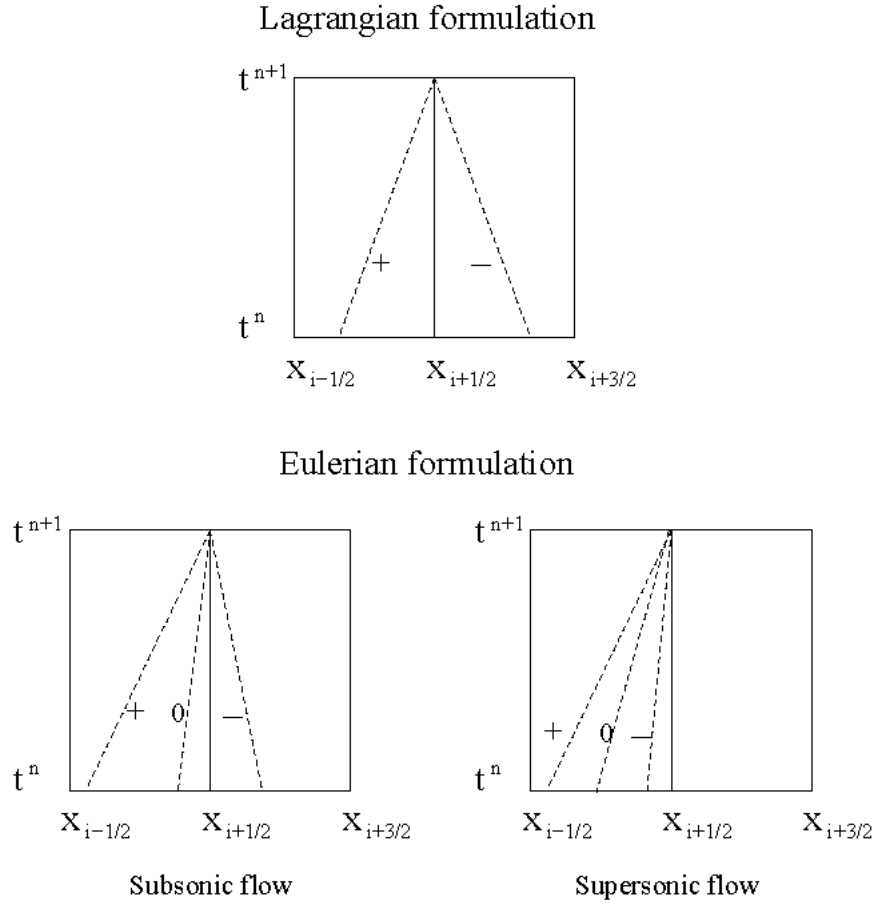 Lagrangian formulation
t^{n+1}
+ −
t^n
x_{i−1/2} x_{i+1/2} x_{i+3/2}
Eulerian formulation
t^{n+1} t^{n+1}
+ 0 − + 0 −
t^n t^n
x_{i−1/2} x_{i+1/2} x_{i+3/2} x_{i−1/2} x_{i+1/2} x_{i+3/2}
Subsonic flow Supersonic flow